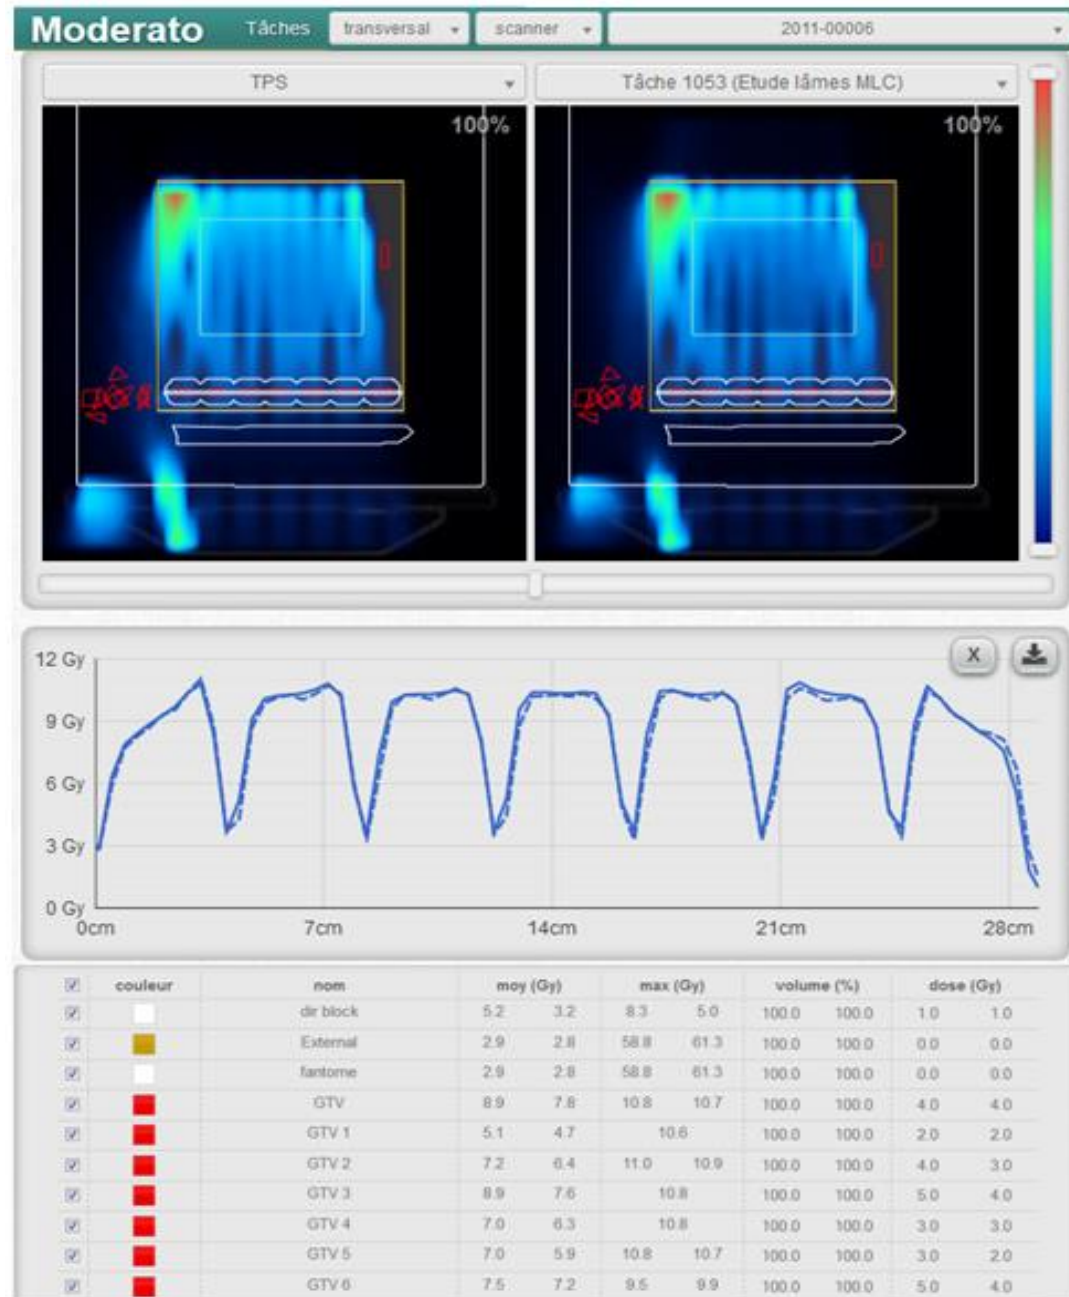 Moderato Tâches transversal scanner 2011-00006
TPS Tâche 1053 (Etude lâmes MLC)
100% 100%
X
12 Gy
9 Gy
6 Gy
3 Gy
0 Gy
0cm 7cm 14cm 21cm 28cm
couleur nom moy (Gy) max (Gy) volume (%) dose (Gy)
dir block 5.2 3.2 8.3 5.0 100.0 100.0 1.0 1.0
External 2.9 2.8 58.8 61.3 100.0 100.0 0.0 0.0
fantome 2.9 2.8 58.8 61.3 100.0 100.0 0.0 0.0
GTV 8.9 7.8 10.8 10.7 100.0 100.0 4.0 4.0
GTV 1 5.1 4.7 10.6 100.0 100.0 2.0 2.0
GTV 2 7.2 6.4 11.0 10.9 100.0 100.0 4.0 3.0
GTV 3 8.9 7.6 10.8 100.0 100.0 5.0 4.0
GTV 4 7.0 6.3 10.8 100.0 100.0 3.0 3.0
GTV 5 7.0 5.9 10.8 10.7 100.0 100.0 3.0 2.0
GTV 6 7.5 7.2 9.5 9.9 100.0 100.0 5.0 4.0